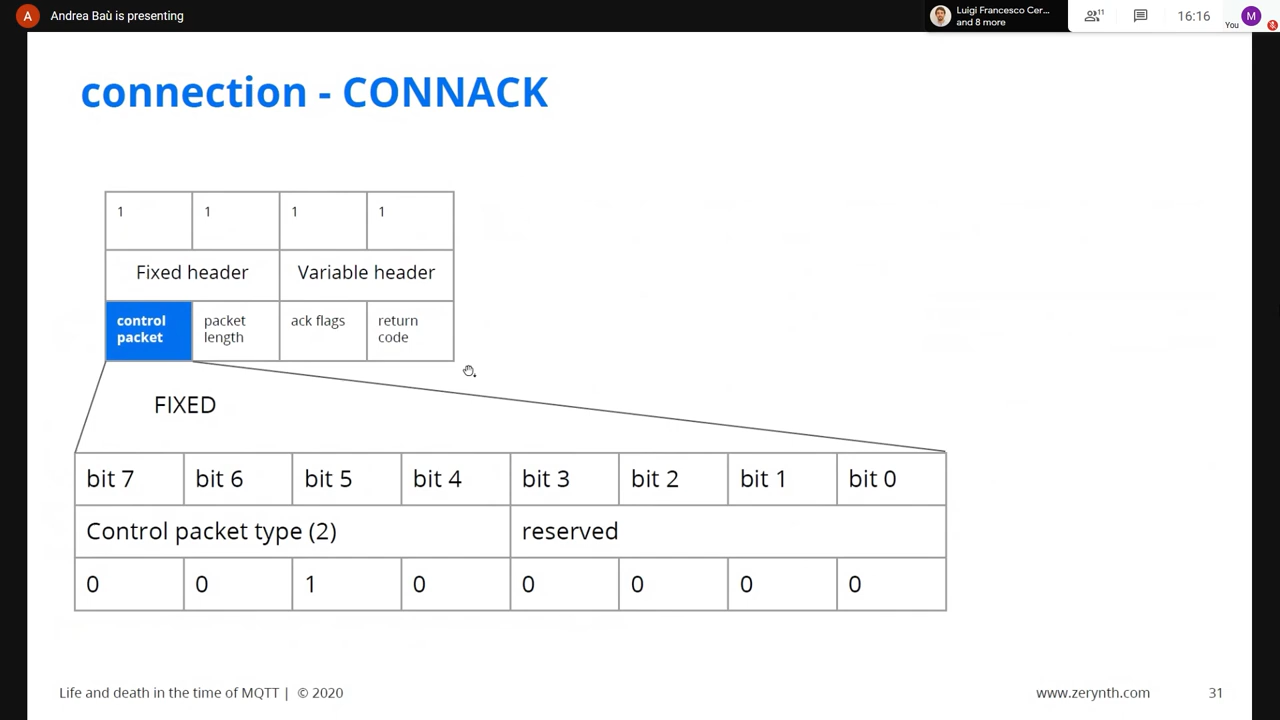 Andrea Baù is presenting
Luigi Francesco Cer...
and 8 more
11
16:16
You
M
A
connection - CONNACK
1 1 1 1
Fixed header Variable header
control packet ack flags return
packet length code
FIXED
bit 7 bit 6 bit 5 bit 4 bit 3 bit 2 bit 1 bit 0
Control packet type (2) reserved
0 0 1 0 0 0 0 0
Life and death in the time of MQTT | © 2020 www.zerynth.com 31